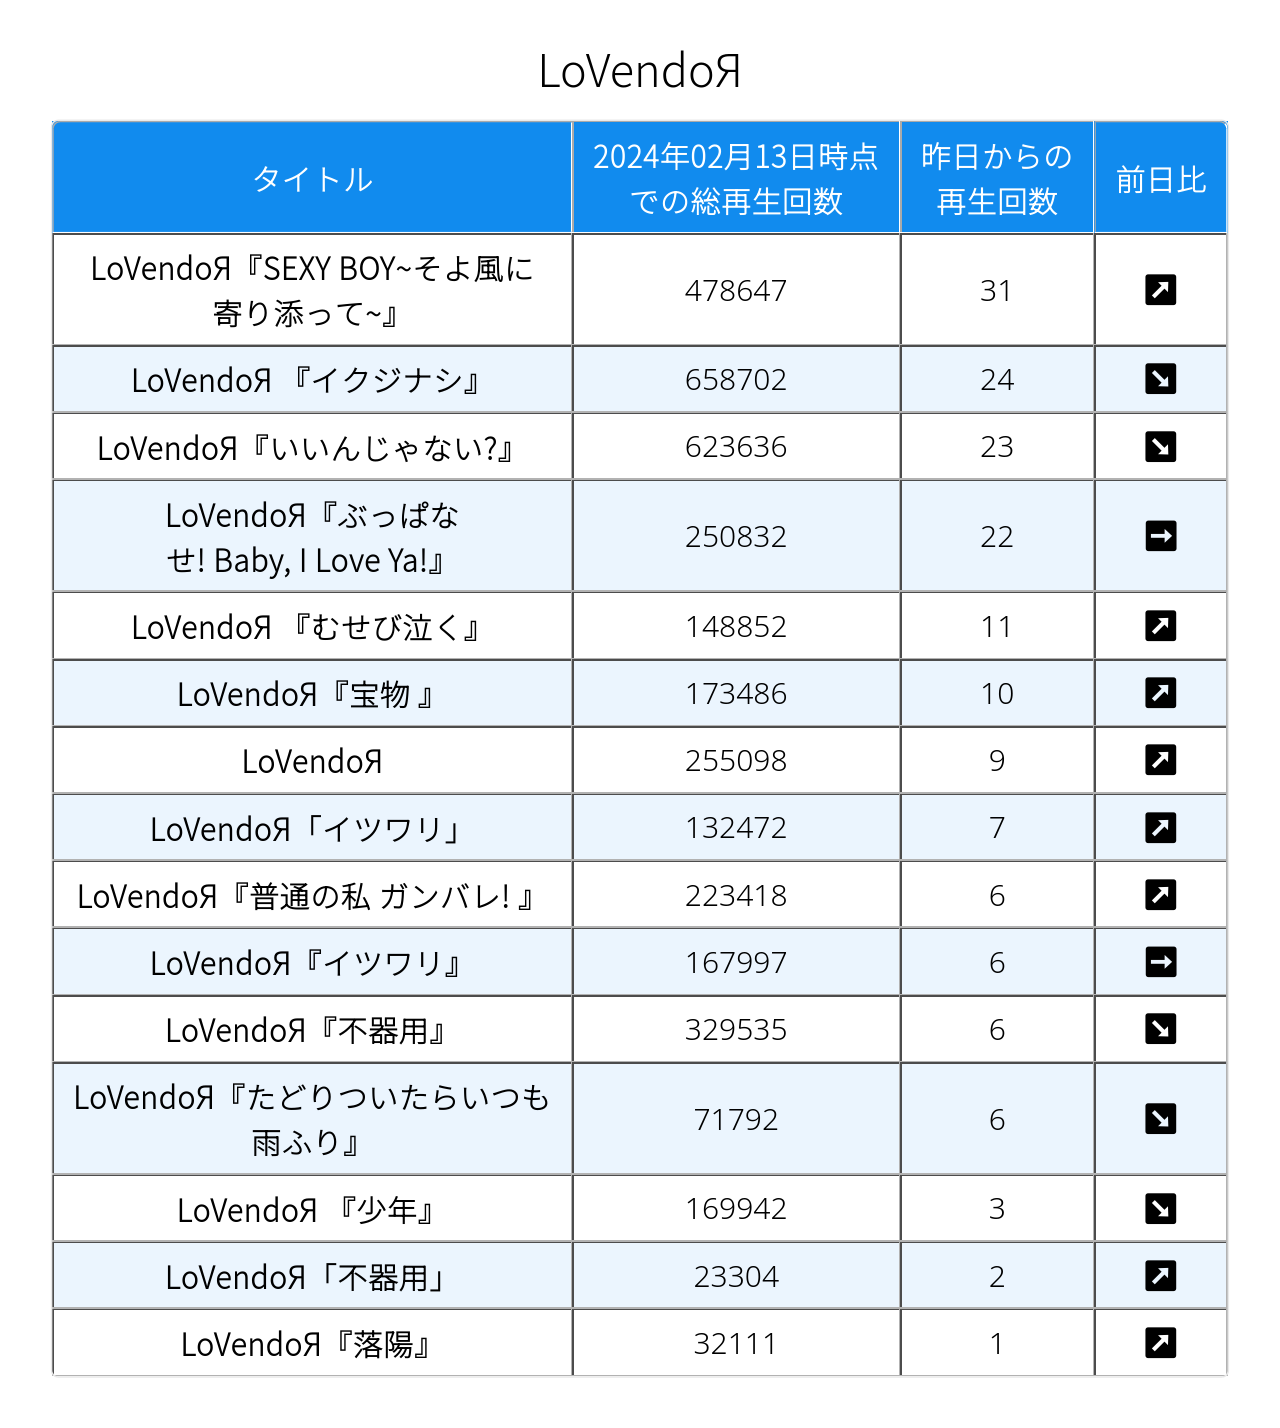 LoVendoЯ
タイトル
2024年02月13日時点
での総再生回数
昨日からの
再生回数
前日比
LoVendoЯ『SEXY BOY~そよ風に
寄り添って~』
478647
31
↗
LoVendoЯ 『イクジナシ』
658702
24
↘
LoVendoЯ『いいんじゃない?』
623636
23
↘
LoVendoЯ『ぶっぱな
せ! Baby, I Love Ya!』
250832
22
→
LoVendoЯ 『むせび泣く』
148852
11
↗
LoVendoЯ『宝物 』
173486
10
↗
LoVendoЯ
255098
9
↗
LoVendoЯ「イツワリ」
132472
7
↗
LoVendoЯ『普通の私 ガンバレ! 』
223418
6
↗
LoVendoЯ『イツワリ』
167997
6
→
LoVendoЯ『不器用』
329535
6
↘
LoVendoЯ『たどりついたらいつも
雨ふり』
71792
6
↘
LoVendoЯ 『少年』
169942
3
↘
LoVendoЯ「不器用」
23304
2
↗
LoVendoЯ『落陽』
32111
1
↗